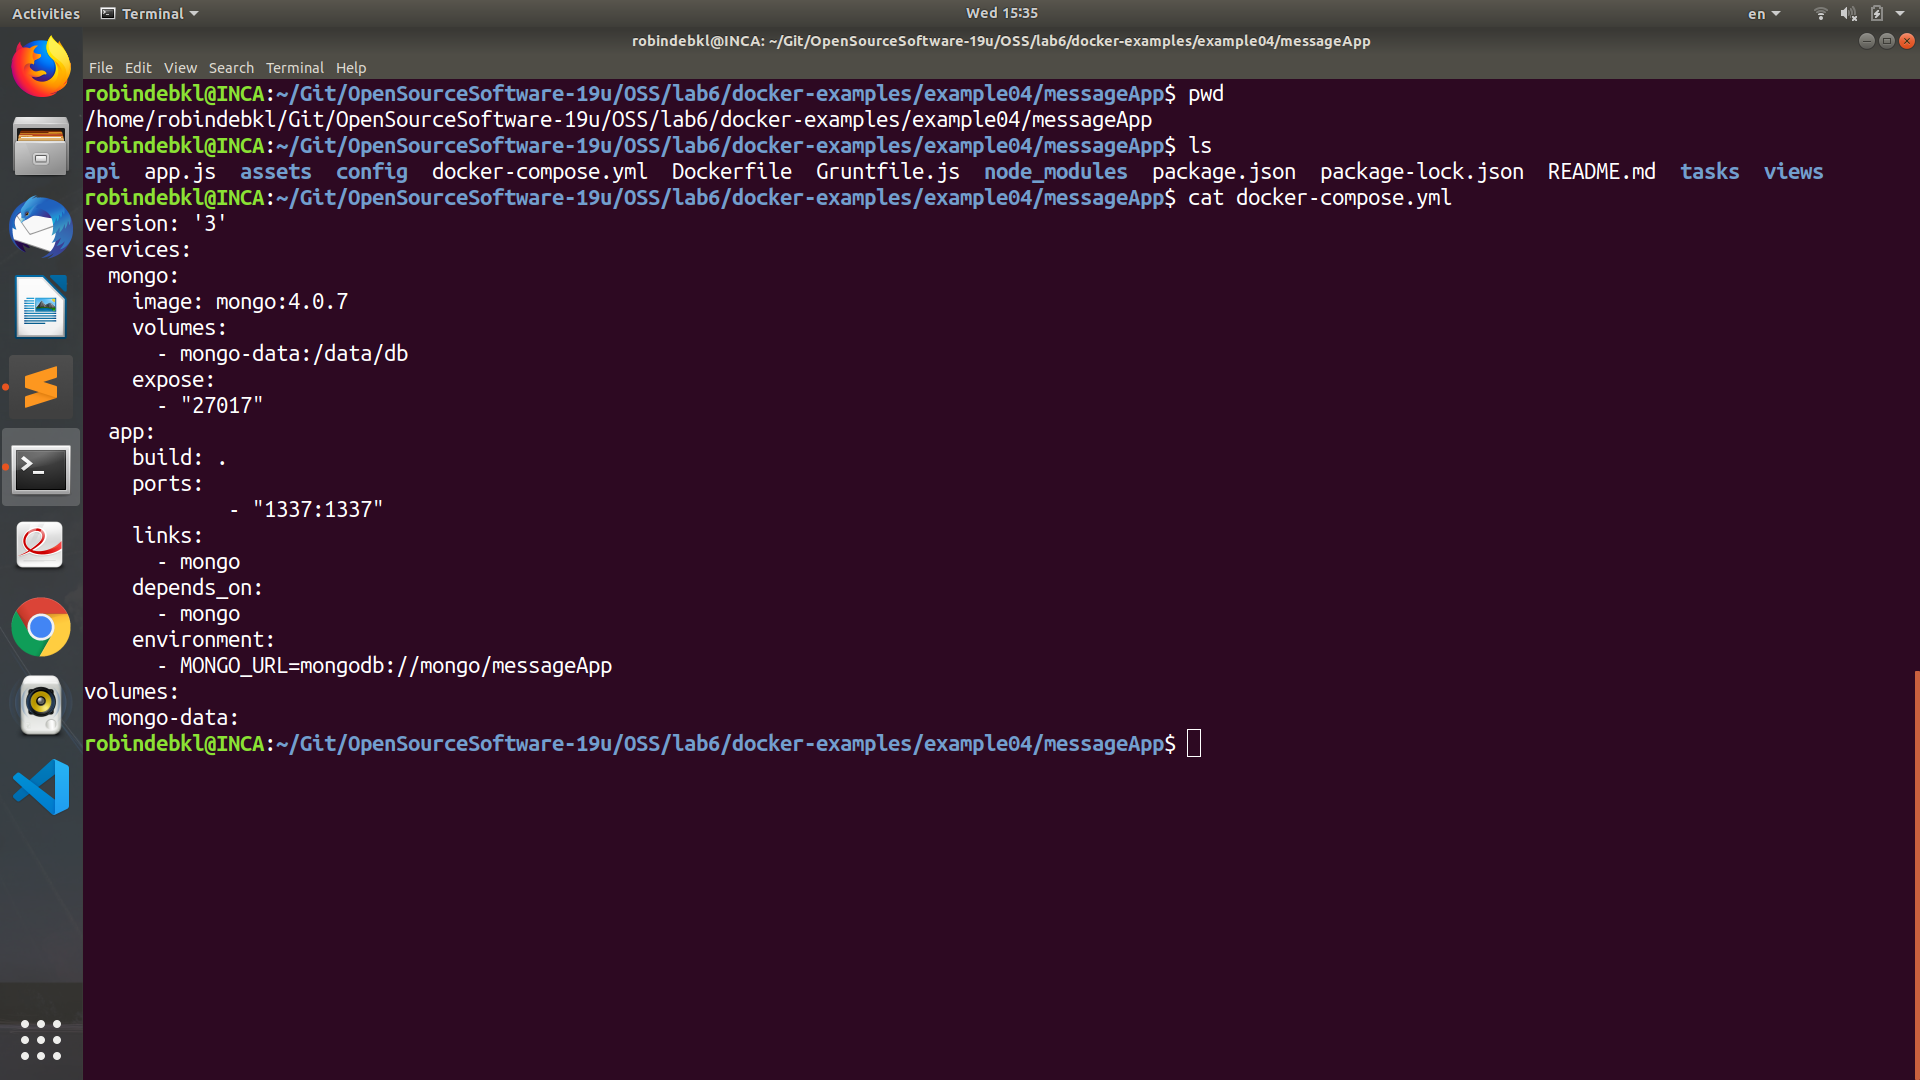 Activities Terminal Wed 15:35 en
robindebkl@INCA: ~/Git/OpenSourceSoftware-19u/OSS/lab6/docker-examples/example04/messageApp
File Edit View Search Terminal Help
robindebkl@INCA:~/Git/OpenSourceSoftware-19u/OSS/lab6/docker-examples/example04/messageApp$ pwd
/home/robindebkl/Git/OpenSourceSoftware-19u/OSS/lab6/docker-examples/example04/messageApp
robindebkl@INCA:~/Git/OpenSourceSoftware-19u/OSS/lab6/docker-examples/example04/messageApp$ ls
api app.js assets config docker-compose.yml Dockerfile Gruntfile.js node_modules package.json package-lock.json README.md tasks views
robindebkl@INCA:~/Git/OpenSourceSoftware-19u/OSS/lab6/docker-examples/example04/messageApp$ cat docker-compose.yml
version: '3'
services:
  mongo:
    image: mongo:4.0.7
    volumes:
      - mongo-data:/data/db
    expose:
      - "27017"
  app:
    build: .
    ports:
            - "1337:1337"
    links:
      - mongo
    depends_on:
      - mongo
    environment:
      - MONGO_URL=mongodb://mongo/messageApp
volumes:
  mongo-data:
robindebkl@INCA:~/Git/OpenSourceSoftware-19u/OSS/lab6/docker-examples/example04/messageApp$